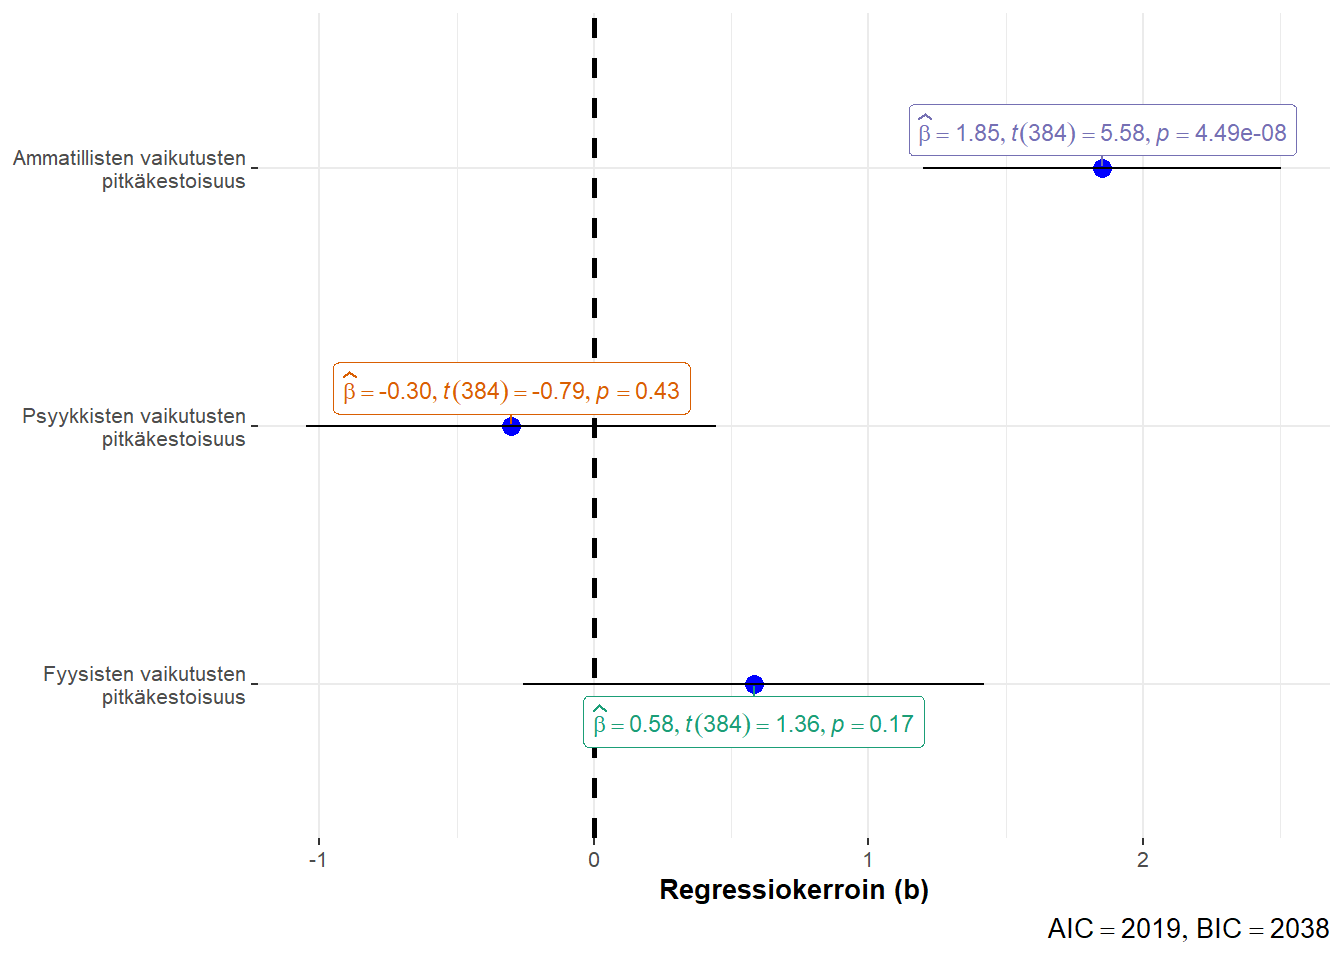 Ammatillisten vaikutusten
pitkäkestoisuus
β̂ = 1.85, t(384) = 5.58, p = 4.49e-08
Psyykkisten vaikutusten
pitkäkestoisuus
β̂ = -0.30, t(384) = -0.79, p = 0.43
Fyysisten vaikutusten
pitkäkestoisuus
β̂ = 0.58, t(384) = 1.36, p = 0.17
-1 0 1 2
Regressiokerroin (b)
AIC = 2019, BIC = 2038